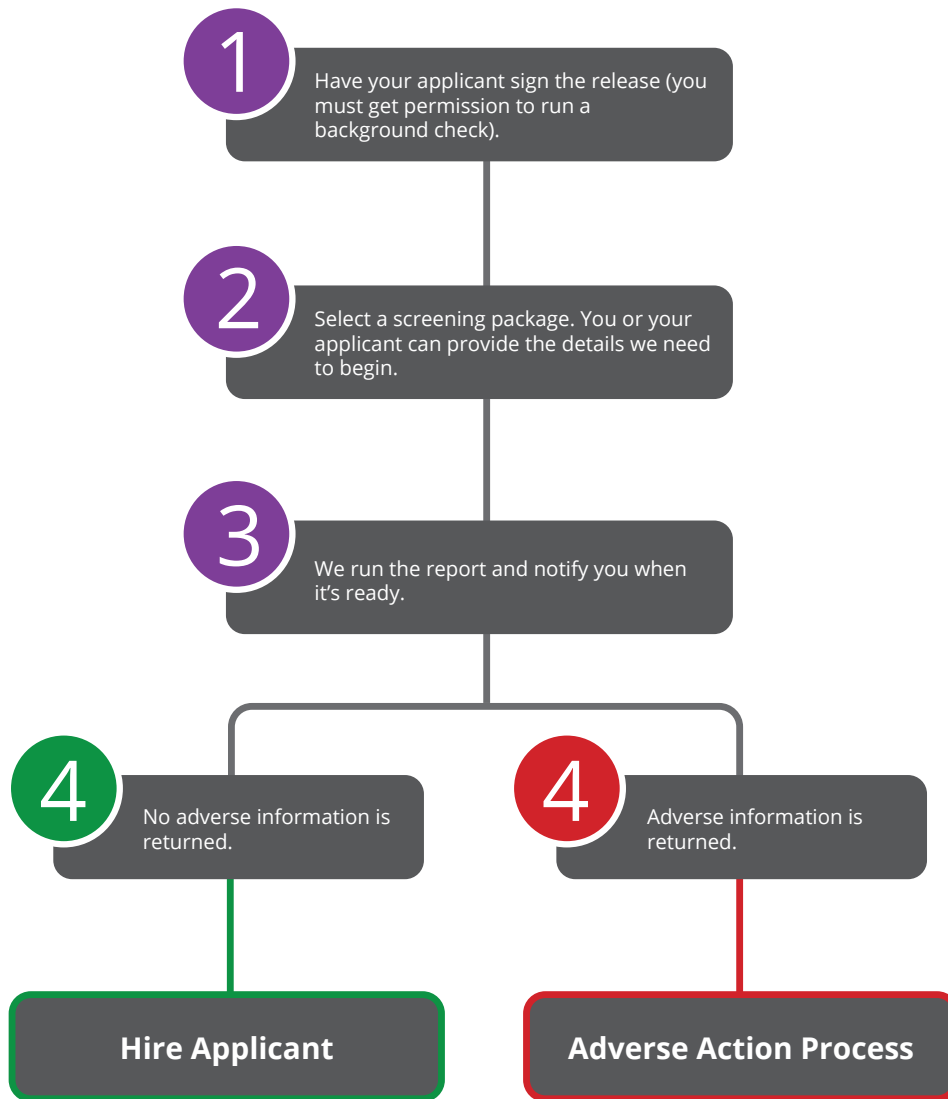 1
Have your applicant sign the release (you
must get permission to run a
background check).
2
Select a screening package. You or your
applicant can provide the details we need
to begin.
3
We run the report and notify you when
it’s ready.
4
No adverse information is
returned.
4
Adverse information is
returned.
Hire Applicant
Adverse Action Process